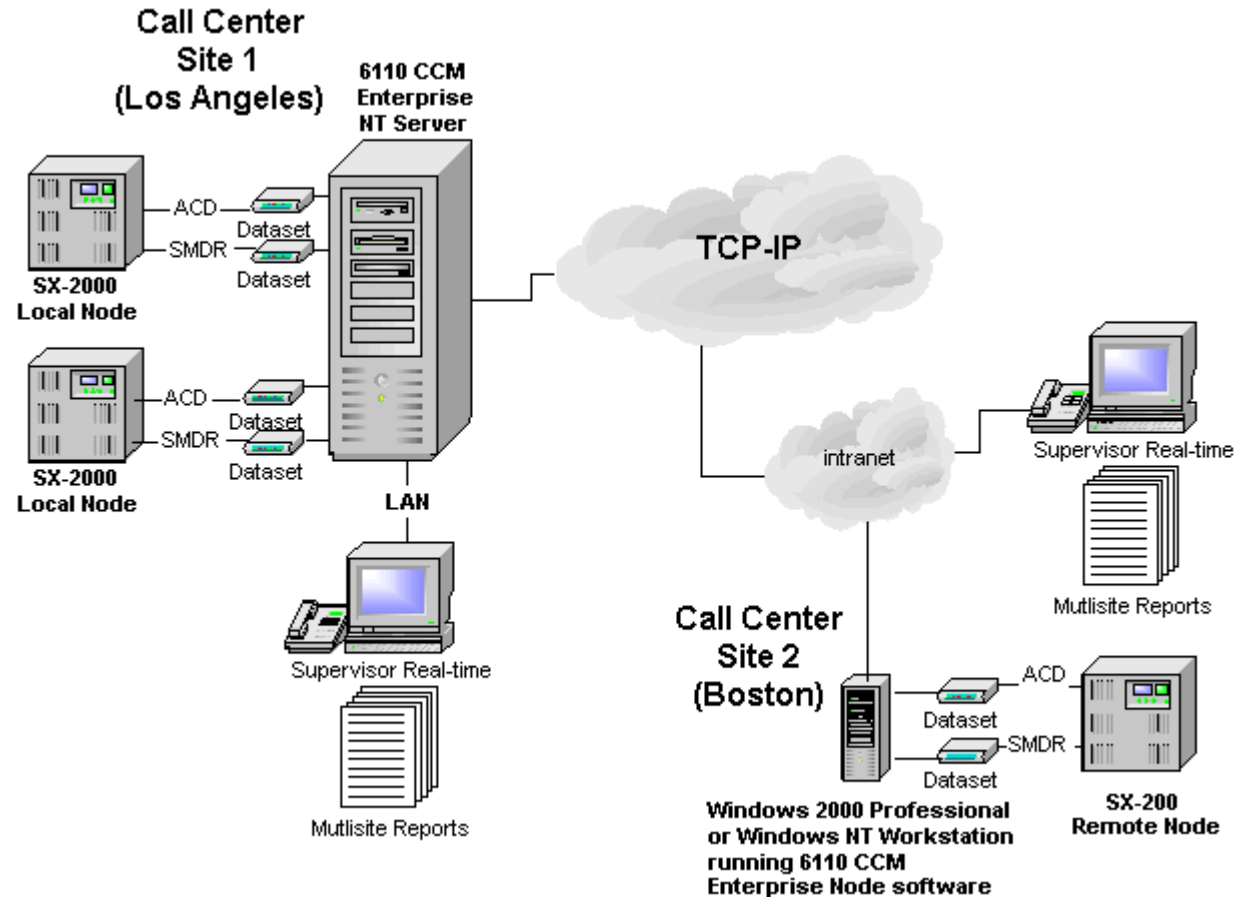 Call Center
Site 1
(Los Angeles)
6110 CCM
Enterprise
NT Server
ACD
Dataset
SMDR
Dataset
SX-2000
Local Node
ACD
Dataset
SMDR
Dataset
SX-2000
Local Node
LAN
Supervisor Real-time
Mutlisite Reports
TCP-IP
intranet
Supervisor Real-time
Mutlisite Reports
Call Center
Site 2
(Boston)
ACD
Dataset
SMDR
Dataset
SX-200
Remote Node
Windows 2000 Professional
or Windows NT Workstation
running 6110 CCM
Enterprise Node software